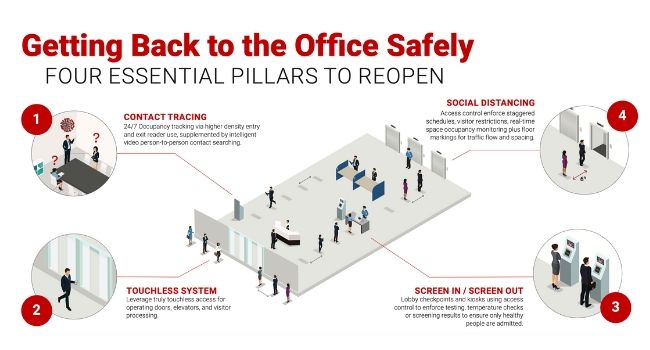 Getting Back to the Office Safely
FOUR ESSENTIAL PILLARS TO REOPEN
1
CONTACT TRACING
24/7 Occupancy tracking via higher density entry
and exit reader use, supplemented by intelligent
video person-to-person contact searching.
?
?
?
SOCIAL DISTANCING
Access control enforce staggered
schedules, visitor restrictions, real-time
space occupancy monitoring plus floor
markings for traffic flow and spacing.
4
2
TOUCHLESS SYSTEM
Leverage truly touchless access for
operating doors, elevators, and visitor
processing.
SCREEN IN / SCREEN OUT
Lobby checkpoints and kiosks using access
control to enforce testing, temperature checks
or screening results to ensure only healthy
people are admitted.
3